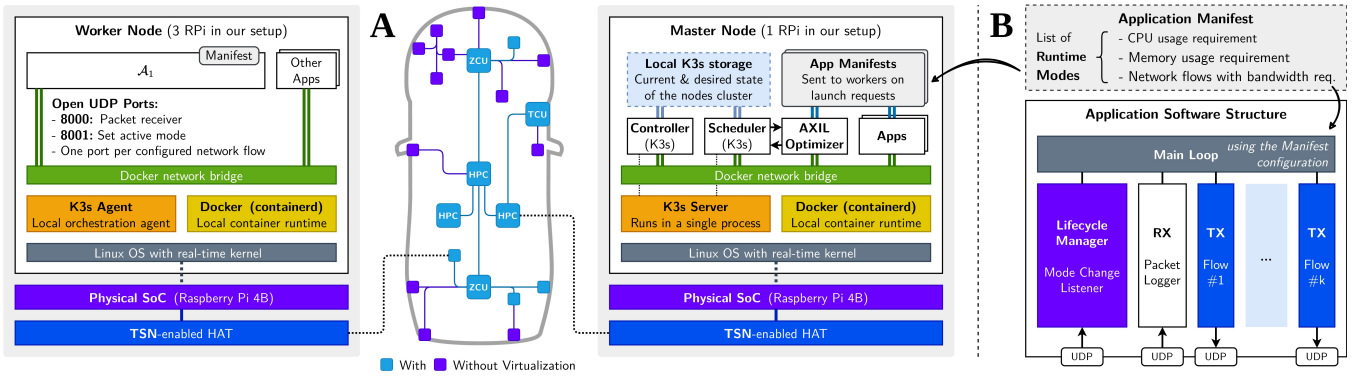 Worker Node (3 RPi in our setup)
Manifest
𝒜1
Other
Apps
Open UDP Ports:
- 8000: Packet receiver
- 8001: Set active mode
- One port per configured network flow
Docker network bridge
K3s Agent
Local orchestration agent
Docker (containerd)
Local container runtime
Linux OS with real-time kernel
Physical SoC (Raspberry Pi 4B)
TSN-enabled HAT
A
ZCU
TCU
HPC
HPC
HPC
ZCU
With
Without Virtualization
Master Node (1 RPi in our setup)
Local K3s storage
Current & desired state
of the nodes cluster
App Manifests
Sent to workers on
launch requests
Controller
(K3s)
Scheduler
(K3s)
AXIL
Optimizer
Apps
Docker network bridge
K3s Server
Runs in a single process
Docker (containerd)
Local container runtime
Linux OS with real-time kernel
Physical SoC (Raspberry Pi 4B)
TSN-enabled HAT
B
Application Manifest
List of
Runtime
Modes
- CPU usage requirement
- Memory usage requirement
- Network flows with bandwidth req.
Application Software Structure
Main Loop
using the Manifest
configuration
Lifecycle
Manager
Mode Change
Listener
RX
Packet
Logger
TX
Flow
#1
...
TX
Flow
#k
UDP
UDP
UDP
UDP